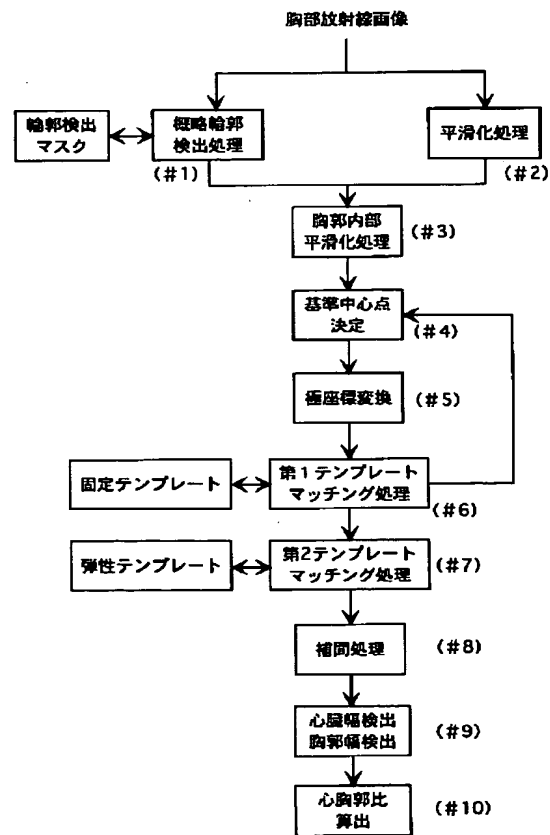 胸部放射線画像
輪郭検出
マスク
概略輪郭
検出処理
(#1)
平滑化処理
(#2)
胸郭内部
平滑化処理
(#3)
基準中心点
決定
(#4)
極座標変換
(#5)
固定テンプレート
第1テンプレート
マッチング処理
(#6)
弾性テンプレート
第2テンプレート
マッチング処理
(#7)
補間処理
(#8)
心臓幅検出
胸郭幅検出
(#9)
心胸郭比
算出
(#10)